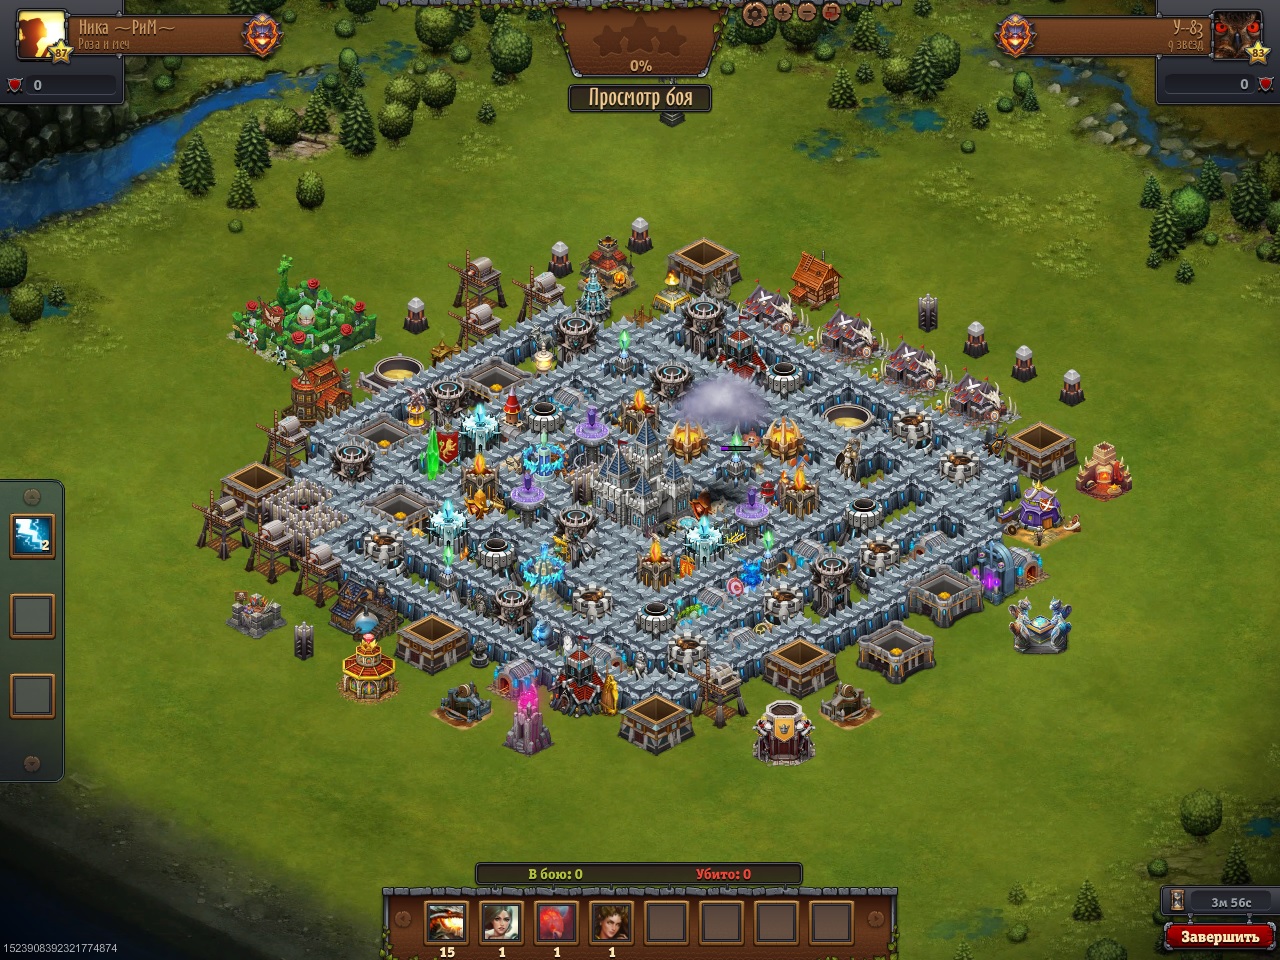 Ника ~РиМ~
Роза и меч
87
0
0%
Просмотр боя
У-83
9 звезд
83
0
2
В бою: 0
Убито: 0
15
1
1
1
3м 56с
Завершить
1523908392321774874